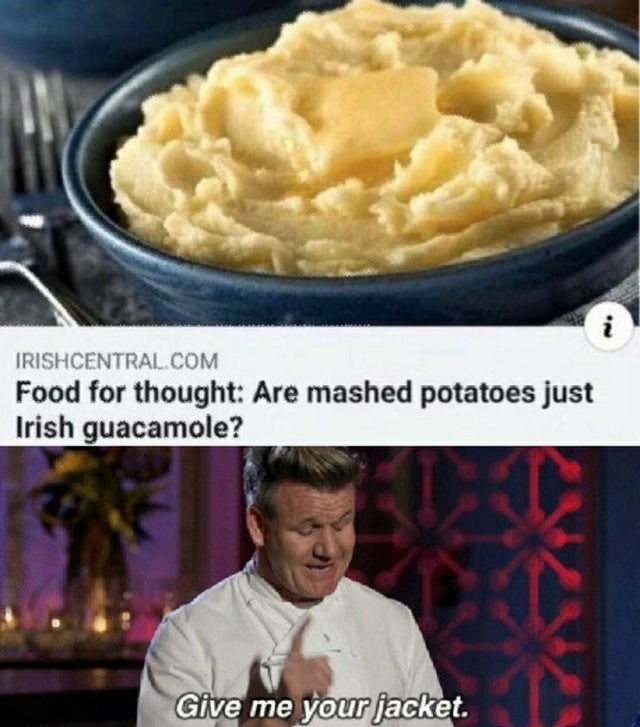 i
IRISHCENTRAL.COM
Food for thought: Are mashed potatoes just
Irish guacamole?
Give me your jacket.